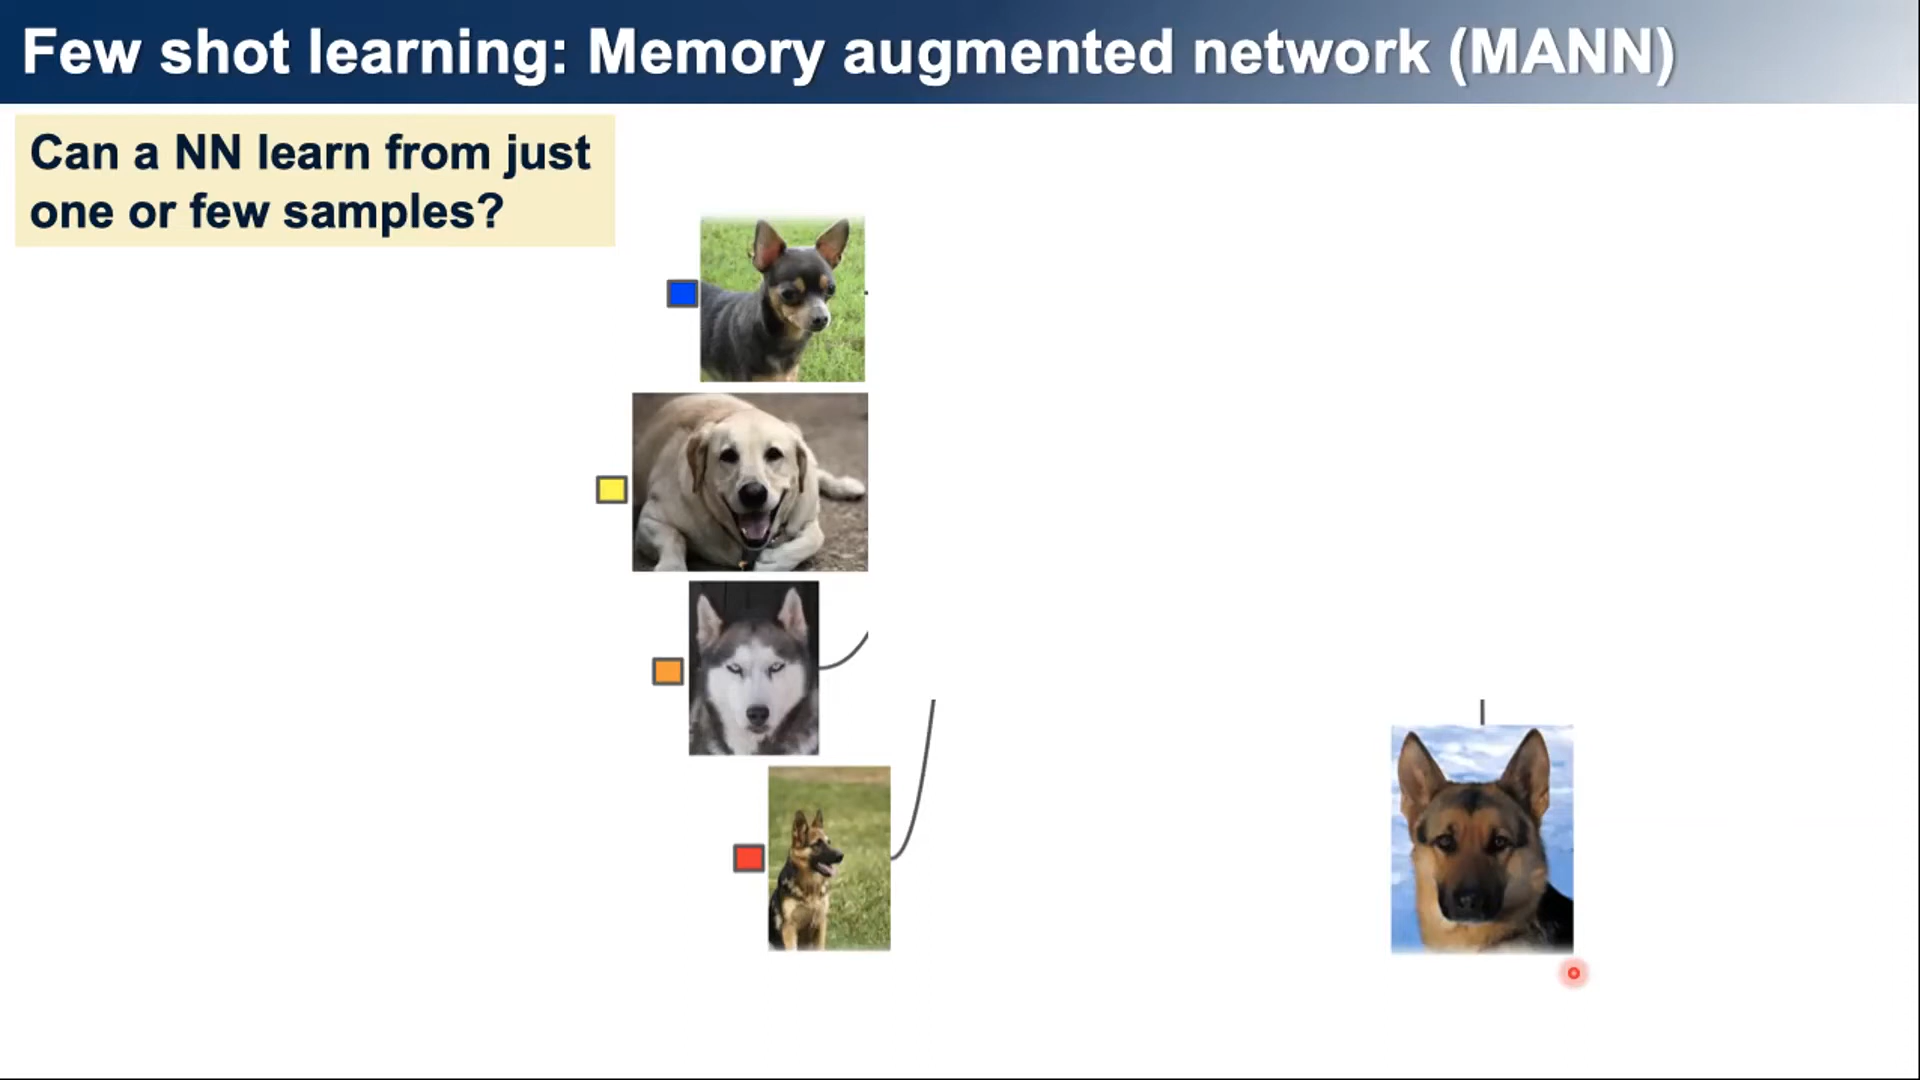 Few shot learning: Memory augmented network (MANN)
Can a NN learn from just
one or few samples?